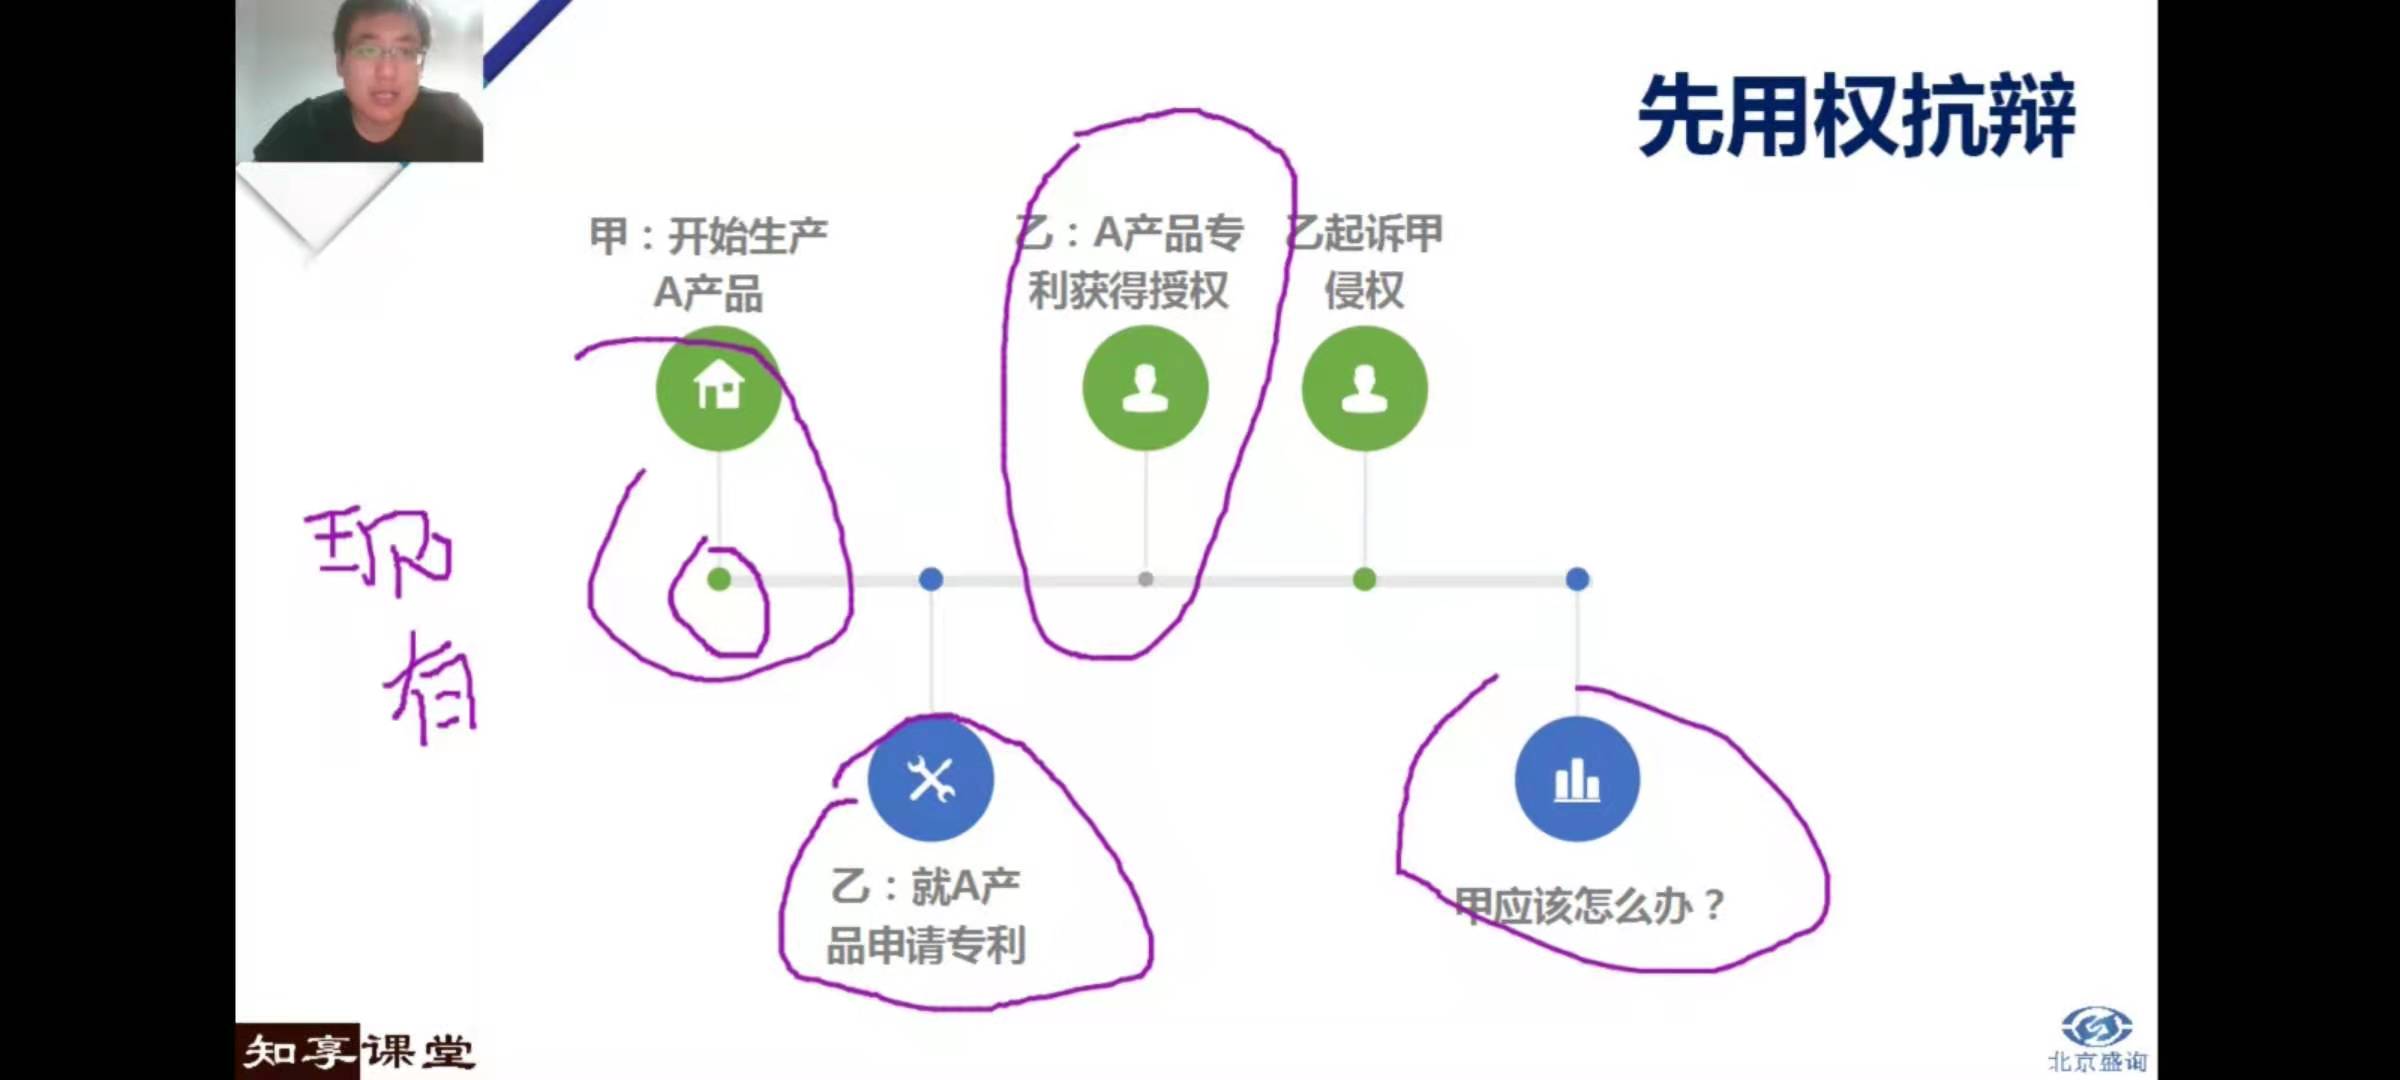 先用权抗辩
甲：开始生产
A产品
乙：A产品专
利获得授权
乙起诉甲
侵权
现
有
乙：就A产
品申请专利
甲应该怎么办？
知享课堂
北京盛询